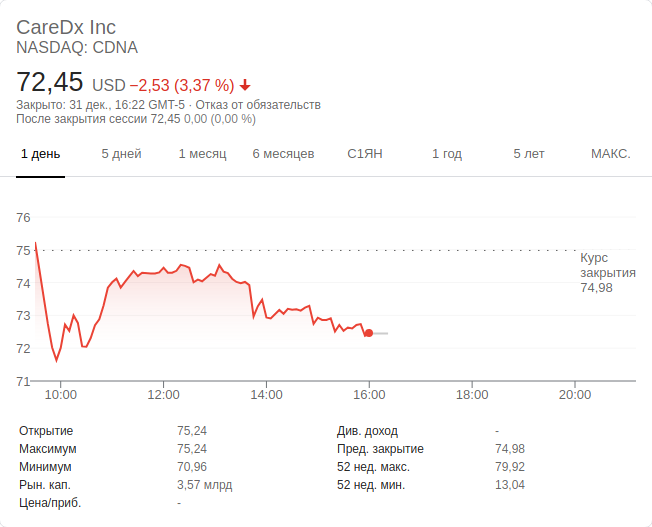 CareDx Inc
NASDAQ: CDNA
72,45 USD −2,53 (3,37 %)
Закрыто: 31 дек., 16:22 GMT-5 · Отказ от обязательств
После закрытия сессии 72,45 0,00 (0,00 %)
1 день 5 дней 1 месяц 6 месяцев С1ЯН 1 год 5 лет МАКС.
76
75
74
73
72
71
Курс
закрытия
74,98
10:00 12:00 14:00 16:00 18:00 20:00
Открытие 75,24 Див. доход -
Максимум 75,24 Пред. закрытие 74,98
Минимум 70,96 52 нед. макс. 79,92
Рын. кап. 3,57 млрд 52 нед. мин. 13,04
Цена/приб. -